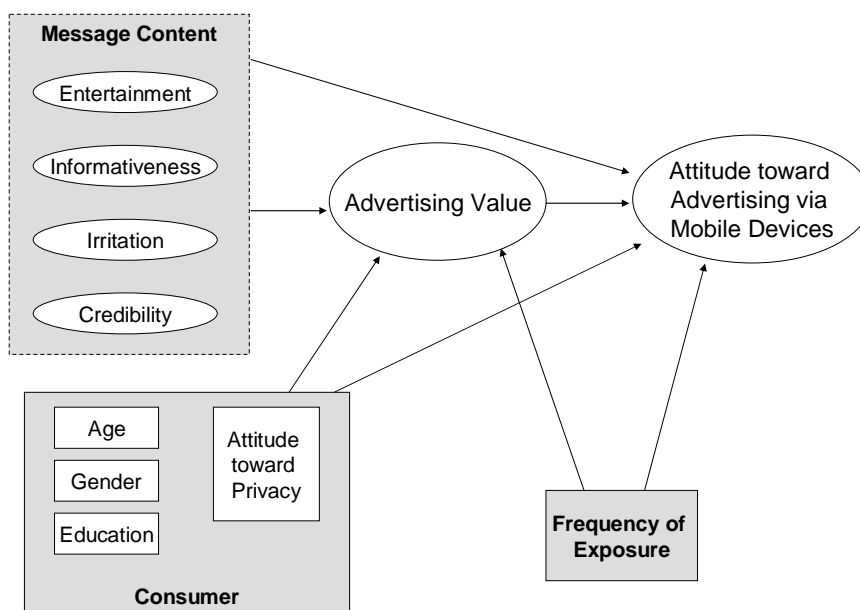 Message Content
Entertainment
Informativeness
Irritation
Credibility
Advertising Value
Attitude toward
Advertising via
Mobile Devices
Age
Gender
Education
Attitude
toward
Privacy
Consumer
Frequency of
Exposure